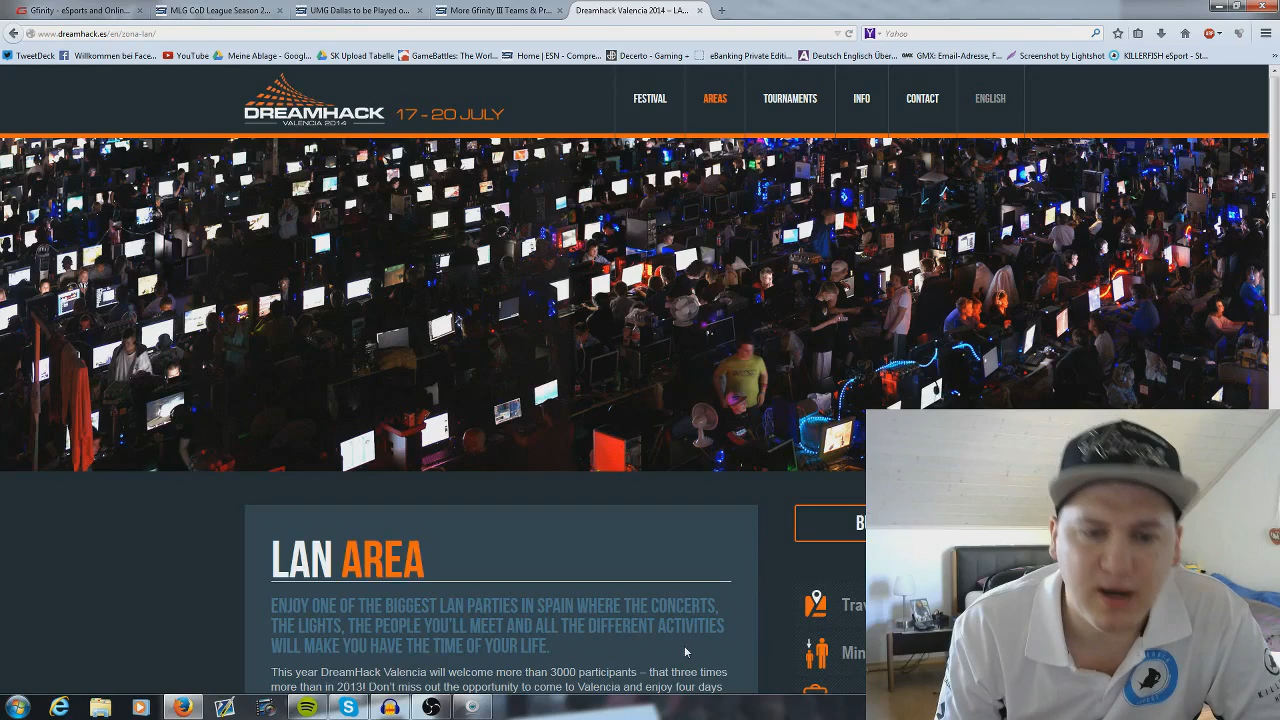 Gfinity - eSports and Onlin...
MLG CoD League Season 2...
UMG Dallas to be Played o...
More Gfinity III Teams & Pr...
Dreamhack Valencia 2014 – LA...
www.dreamhack.es/en/zona-lan/
Yahoo
TweetDeck
Willkommen bei Face...
YouTube
Meine Ablage - Googl...
SK Upload Tabelle
GameBattles: The Worl...
Home | ESN - Compre...
Decerto - Gaming +
eBanking Private Editi...
Deutsch Englisch Über...
GMX: Email-Adresse, F...
Screenshot by Lightshot
KILLERFISH eSport - St...
DREAMHACK
VALENCIA 2014
17 - 20 JULY
FESTIVAL
AREAS
TOURNAMENTS
INFO
CONTACT
ENGLISH
LAN AREA
ENJOY ONE OF THE BIGGEST LAN PARTIES IN SPAIN WHERE THE CONCERTS,
THE LIGHTS, THE PEOPLE YOU'LL MEET AND ALL THE DIFFERENT ACTIVITIES
WILL MAKE YOU HAVE THE TIME OF YOUR LIFE.
This year DreamHack Valencia will welcome more than 3000 participants – that three times
more than in 2013! Don't miss out the opportunity to come to Valencia and enjoy four days
B
Trav
Min